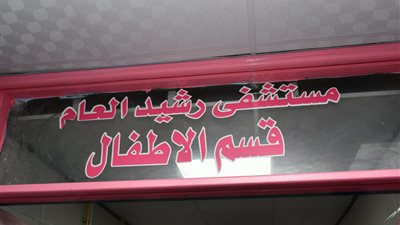 مستشفى رشيد العام
قسم الاطفال